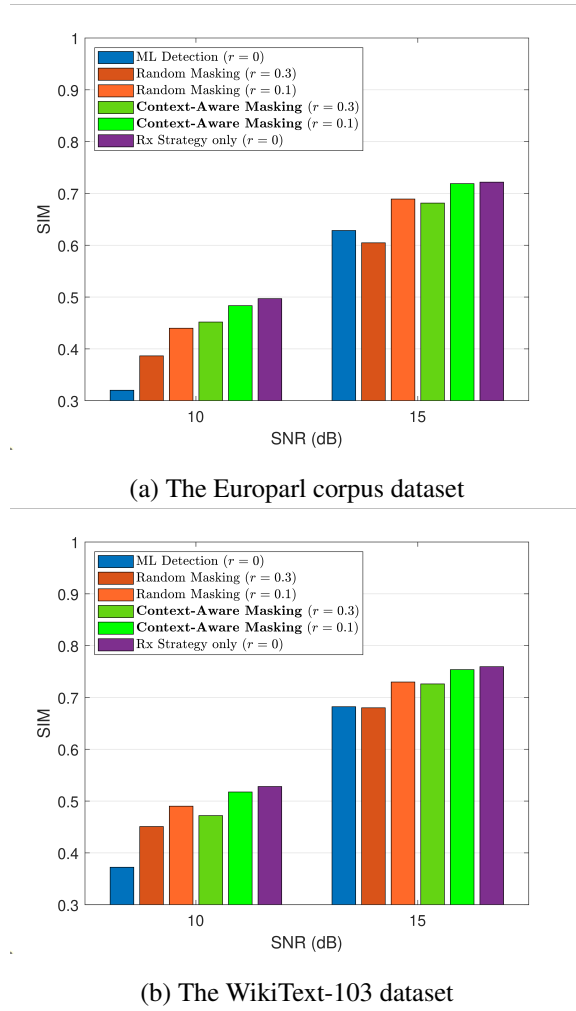 1
0.9
0.8
0.7
0.6
0.5
0.4
0.3
SIM
ML Detection (r = 0)
Random Masking (r = 0.3)
Random Masking (r = 0.1)
Context-Aware Masking (r = 0.3)
Context-Aware Masking (r = 0.1)
Rx Strategy only (r = 0)
10 15
SNR (dB)
(a) The Europarl corpus dataset
1
0.9
0.8
0.7
0.6
0.5
0.4
0.3
SIM
ML Detection (r = 0)
Random Masking (r = 0.3)
Random Masking (r = 0.1)
Context-Aware Masking (r = 0.3)
Context-Aware Masking (r = 0.1)
Rx Strategy only (r = 0)
10 15
SNR (dB)
(b) The WikiText-103 dataset